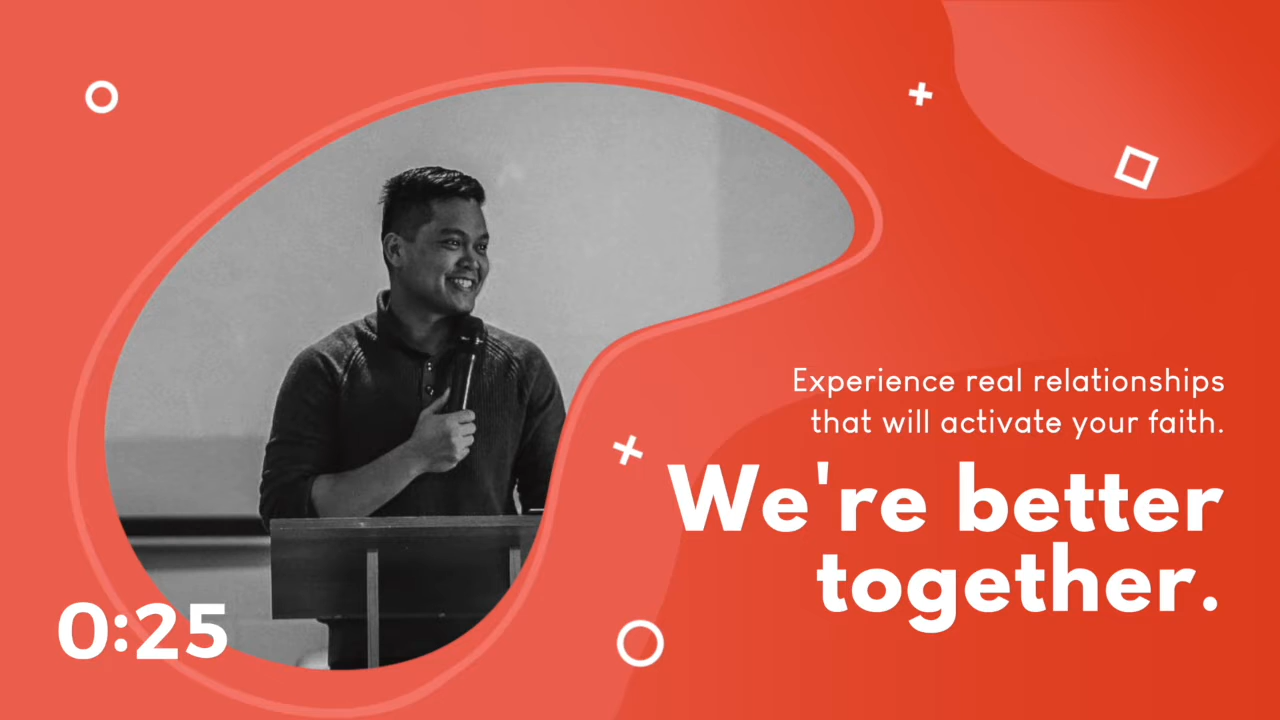 Experience real relationships
that will activate your faith.
We're better
together.
0:25